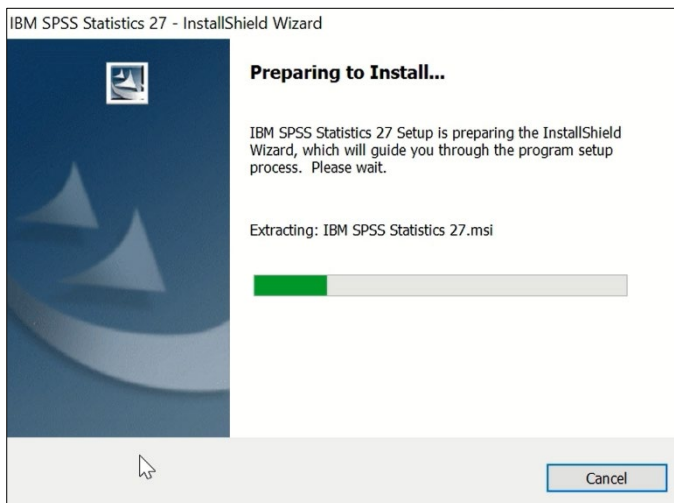 IBM SPSS Statistics 27 - InstallShield Wizard
Preparing to Install...
IBM SPSS Statistics 27 Setup is preparing the InstallShield
Wizard, which will guide you through the program setup
process. Please wait.
Extracting: IBM SPSS Statistics 27.msi
Cancel